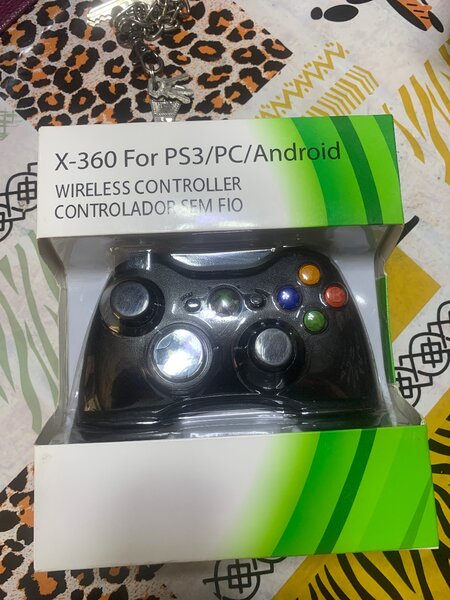 X-360 For PS3/PC/Android
WIRELESS CONTROLLER
CONTROLADOR SEM FIO